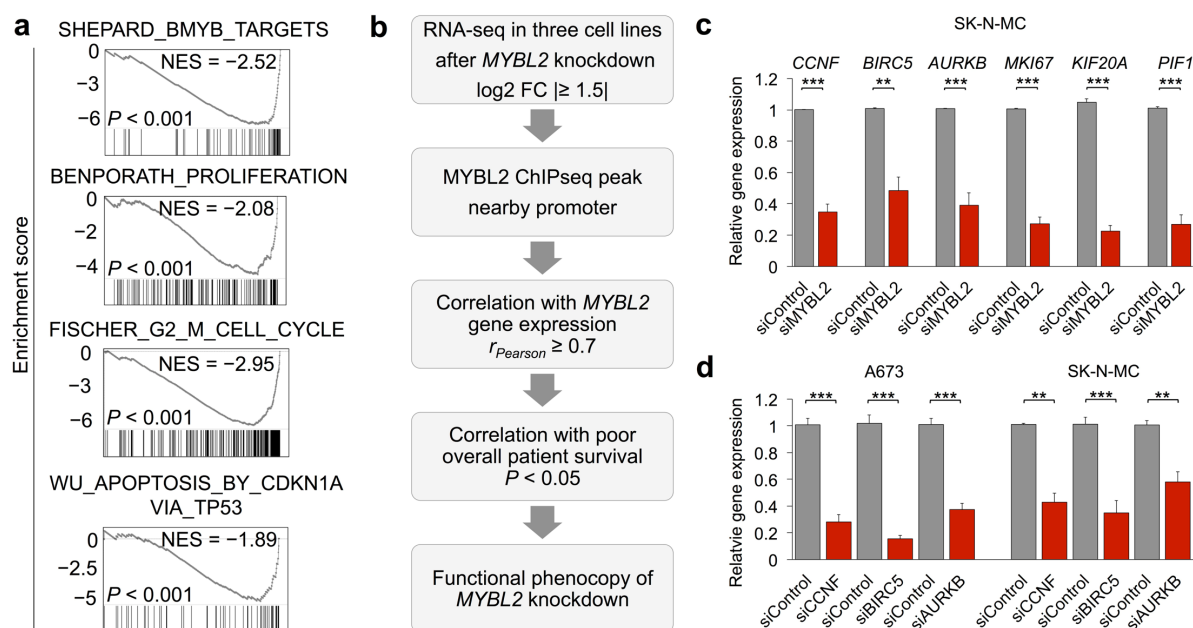 a
SHEPARD_BMYB_TARGETS
0
−3
−6
NES = −2.52
P < 0.001
BENPORATH_PROLIFERATION
0
−2
−4
NES = −2.08
P < 0.001
FISCHER_G2_M_CELL_CYCLE
0
−3
−6
NES = −2.95
P < 0.001
WU_APOPTOSIS_BY_CDKN1A
VIA_TP53
0
−2.5
−5
NES = −1.89
P < 0.001
Enrichment score
b
RNA-seq in three cell lines
after MYBL2 knockdown
log2 FC |≥ 1.5|
MYBL2 ChIPseq peak
nearby promoter
Correlation with MYBL2
gene expression
rPearson ≥ 0.7
Correlation with poor
overall patient survival
P < 0.05
Functional phenocopy of
MYBL2 knockdown
c
SK-N-MC
CCNF BIRC5 AURKB MKI67 KIF20A PIF1
*** ** *** *** *** ***
1.2
1
0.8
0.6
0.4
0.2
0
Relative gene expression
siControl
siMYBL2
siControl
siMYBL2
siControl
siMYBL2
siControl
siMYBL2
siControl
siMYBL2
siControl
siMYBL2
d
A673 SK-N-MC
*** *** *** ** *** **
1.2
1
0.8
0.6
0.4
0.2
0
Relatvie gene expression
siControl
siCCNF
siControl
siBIRC5
siControl
siAURKB
siControl
siCCNF
siControl
siBIRC5
siControl
siAURKB